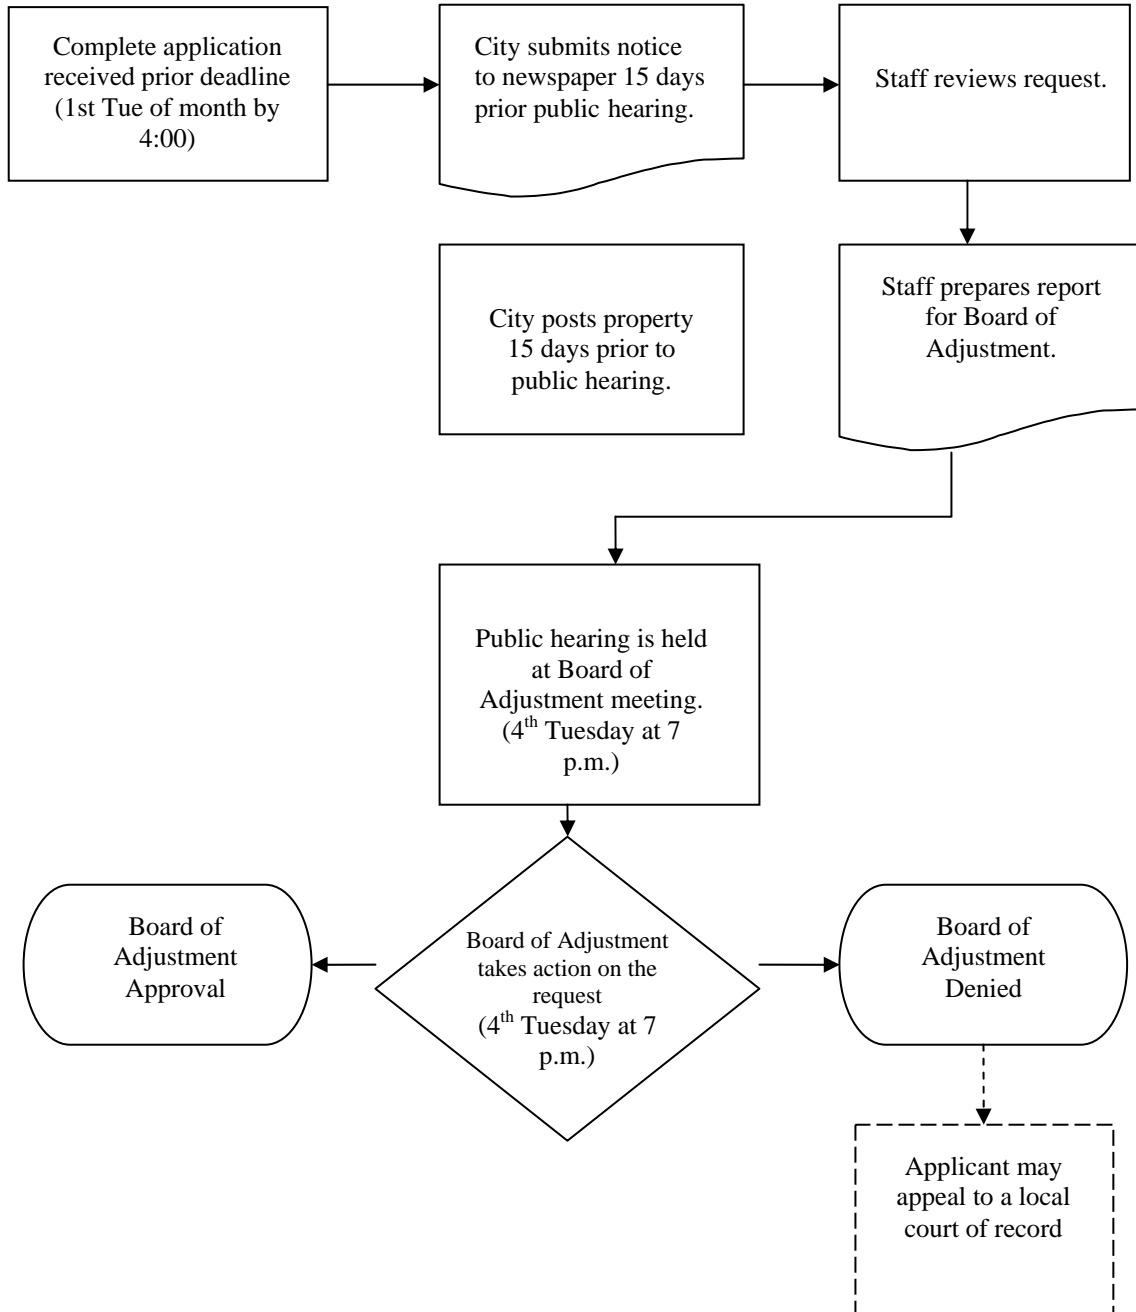 Complete application
received prior deadline
(1st Tue of month by
4:00)
City submits notice
to newspaper 15 days
prior public hearing.
Staff reviews request.
City posts property
15 days prior to
public hearing.
Staff prepares report
for Board of
Adjustment.
Public hearing is held
at Board of
Adjustment meeting.
(4th Tuesday at 7
p.m.)
Board of
Adjustment
Approval
Board of Adjustment
takes action on the
request
(4th Tuesday at 7
p.m.)
Board of
Adjustment
Denied
Applicant may
appeal to a local
court of record